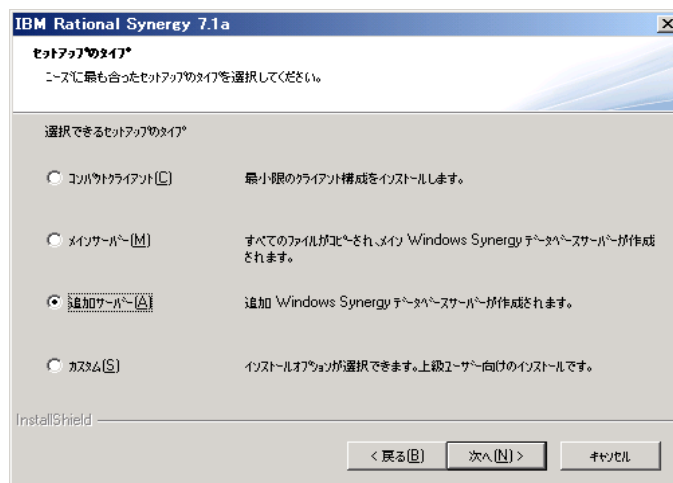 IBM Rational Synergy 7.1a
セットアップのタイプ
ニーズに最も合ったセットアップのタイプを選択してください。
選択できるセットアップのタイプ
コンパクトクライアント(C) 最小限のクライアント構成をインストールします。
メインサーバー(M) すべてのファイルがコピーされ、メイン Windows Synergy データベースサーバーが作成
されます。
追加サーバー(A) 追加 Windows Synergy データベースサーバーが作成されます。
カスタム(S) インストールオプションが選択できます。上級ユーザー向けのインストールです。
InstallShield
< 戻る(B) 次へ(N) > キャンセル